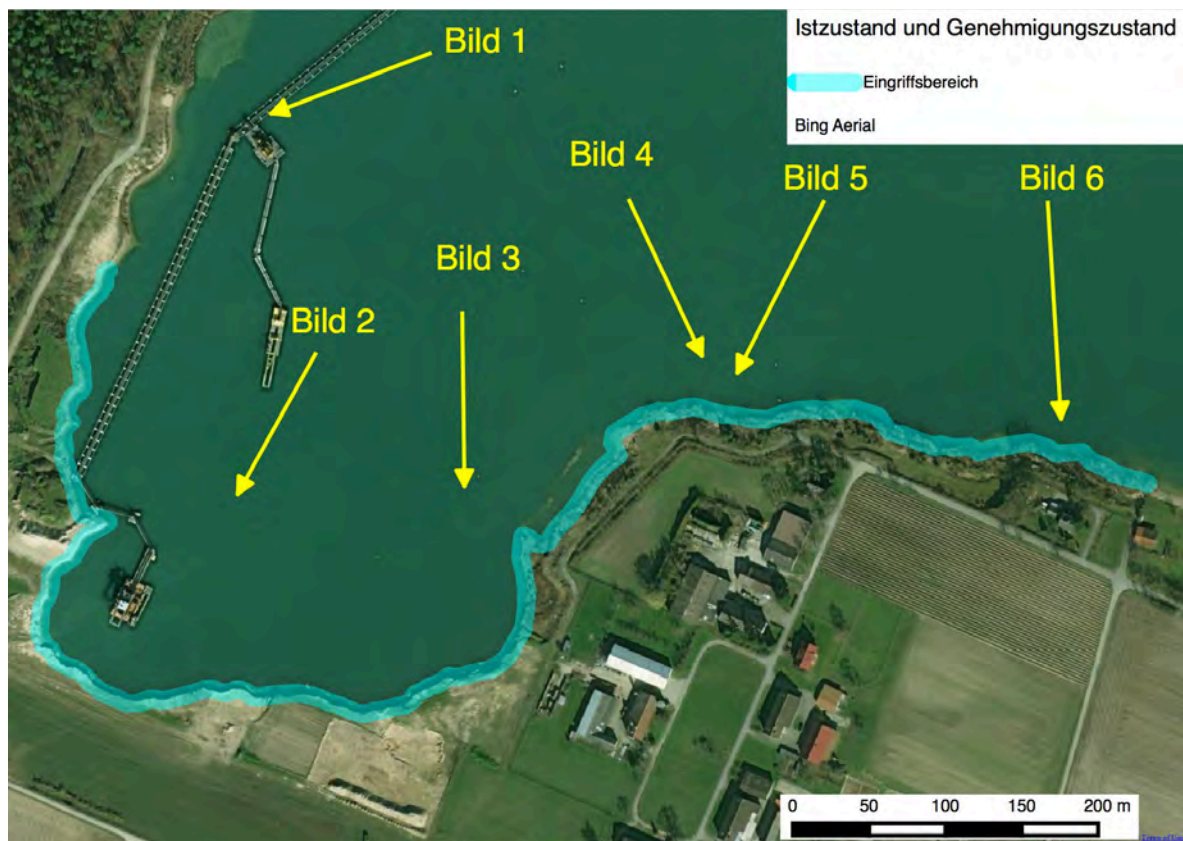 Istzustand und Genehmigungszustand
Eingriffsbereich
Bing Aerial
Bild 1
Bild 4
Bild 5
Bild 6
Bild 3
Bild 2
0 50 100 150 200 m